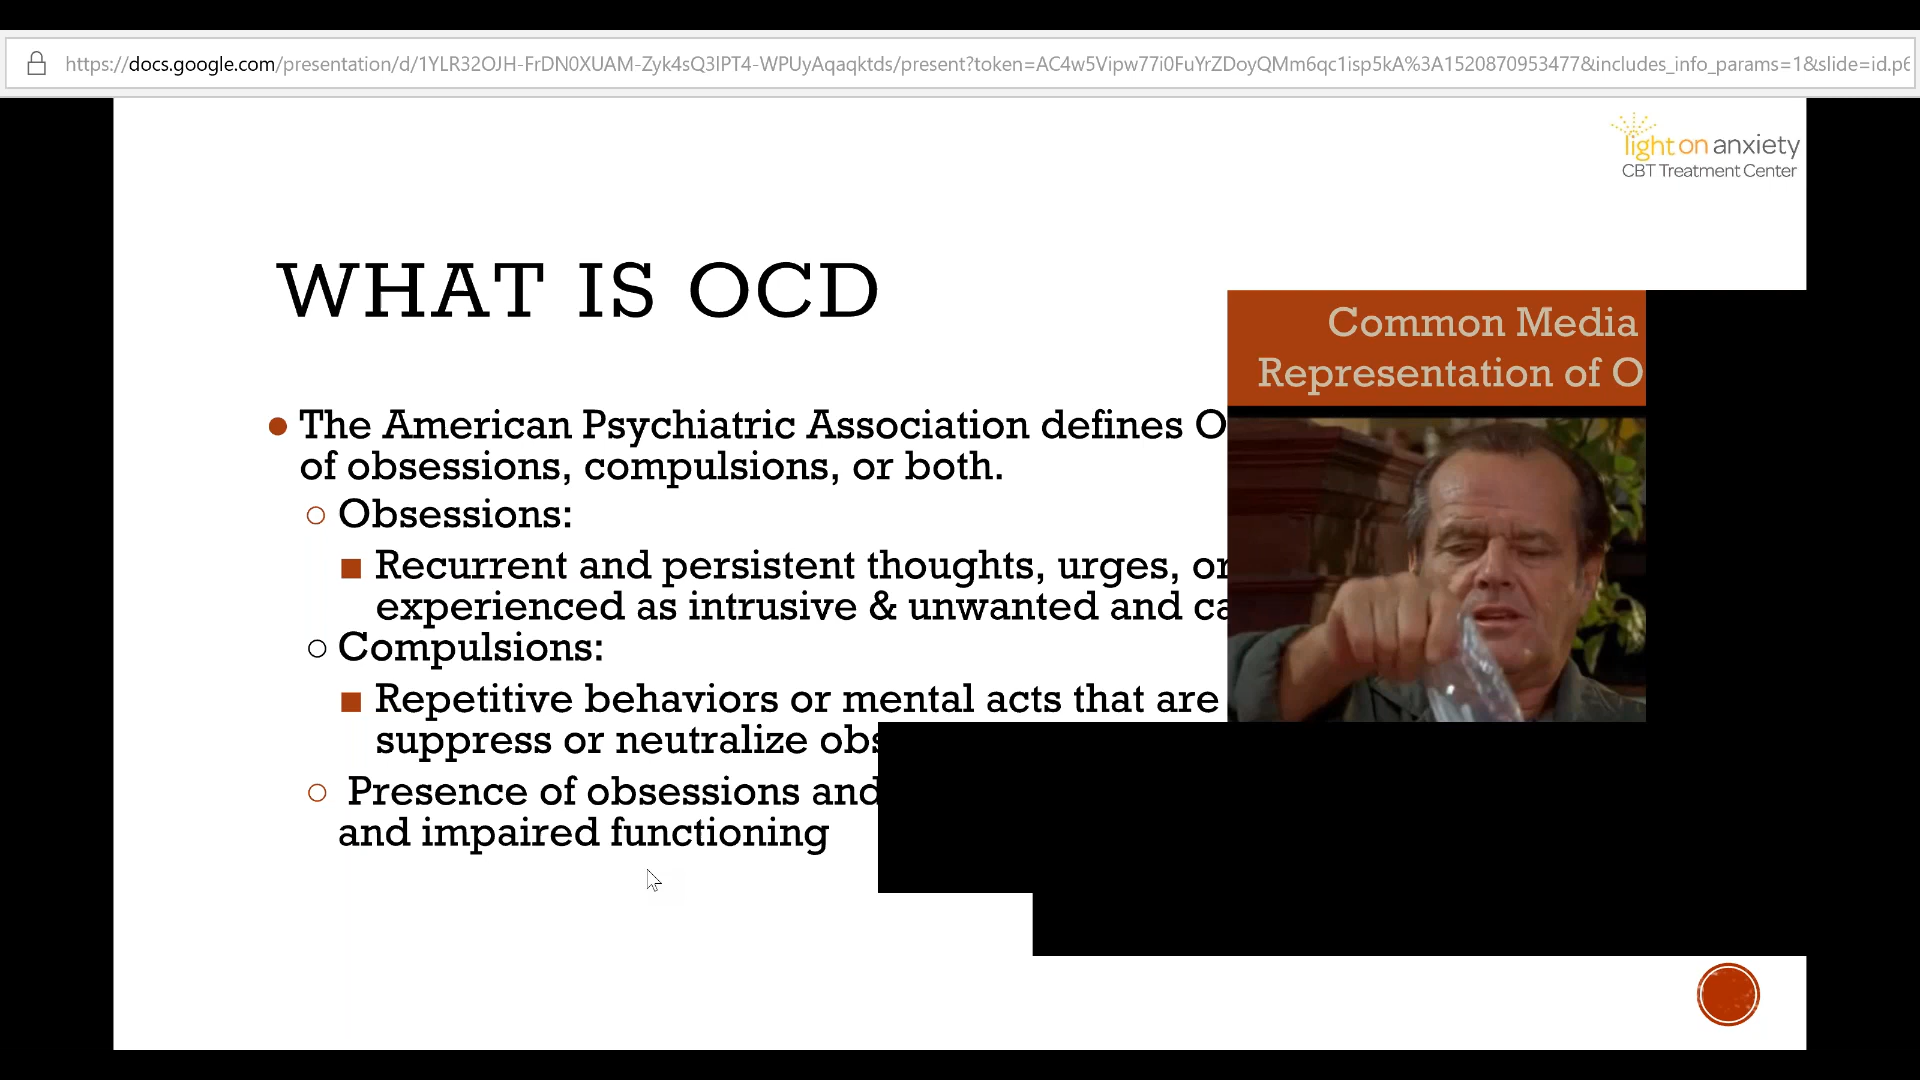 https://docs.google.com/presentation/d/1YLR32OJH-FrDN0XUAM-Zyk4sQ3lPT4-WPUyAqaqktds/present?token=AC4w5Vipw77i0FuYrZDoyQMm6qc1isp5kA%3A1520870953477&includes_info_params=1&slide=id.p6
light on anxiety
CBT Treatment Center
WHAT IS OCD
Common Media
Representation of O
The American Psychiatric Association defines O
of obsessions, compulsions, or both.
Obsessions:
Recurrent and persistent thoughts, urges, or
experienced as intrusive & unwanted and ca
Compulsions:
Repetitive behaviors or mental acts that are
suppress or neutralize obs
Presence of obsessions and
and impaired functioning